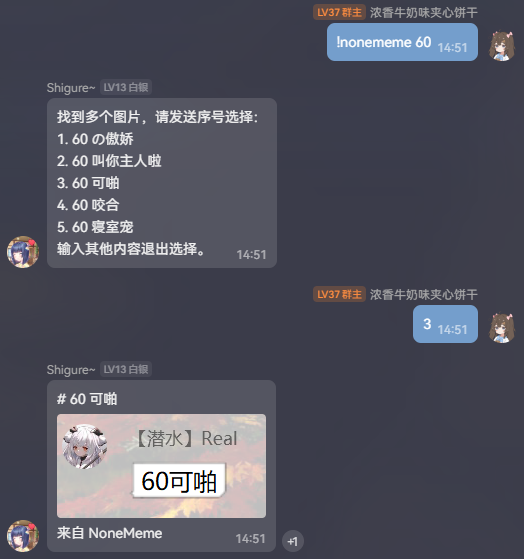 LV37 群主 浓香牛奶味夹心饼干
!nonememe 60 14:51
Shigure~ LV13 白银
找到多个图片，请发送序号选择：
1. 60 の傲娇
2. 60 叫你主人啦
3. 60 可啪
4. 60 咬合
5. 60 寝室宠
输入其他内容退出选择。 14:51
LV37 群主 浓香牛奶味夹心饼干
3 14:51
Shigure~ LV13 白银
# 60 可啪
【潜水】Real
60可啪
来自 NoneMeme 14:51
+1